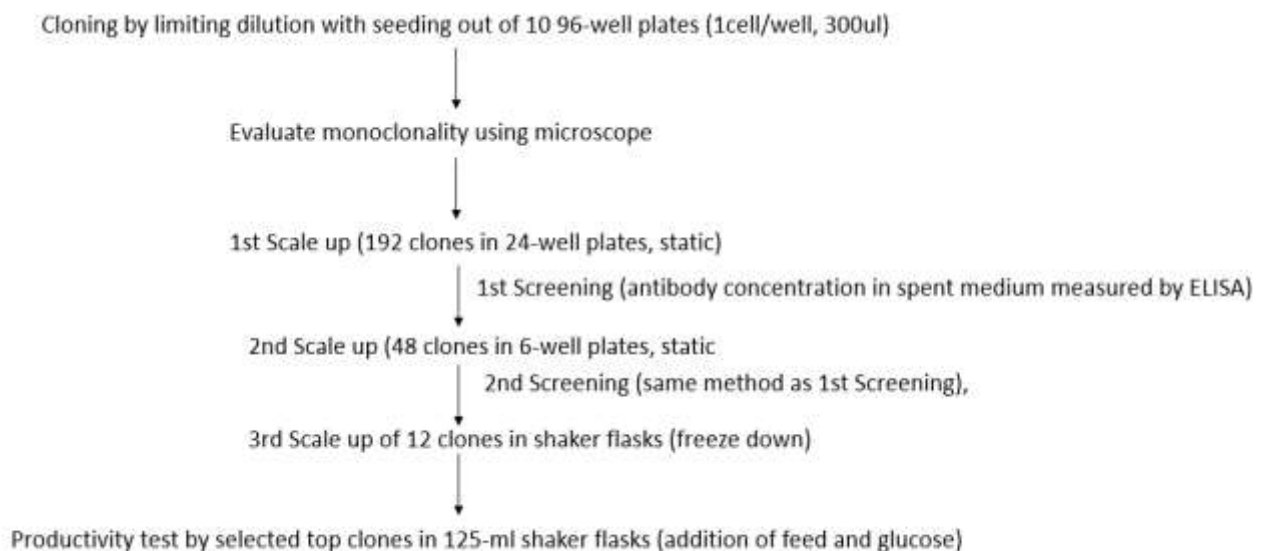 Cloning by limiting dilution with seeding out of 10 96-well plates (1cell/well, 300ul)
Evaluate monoclonality using microscope
1st Scale up (192 clones in 24-well plates, static)
1st Screening (antibody concentration in spent medium measured by ELISA)
2nd Scale up (48 clones in 6-well plates, static
2nd Screening (same method as 1st Screening),
3rd Scale up of 12 clones in shaker flasks (freeze down)
Productivity test by selected top clones in 125-ml shaker flasks (addition of feed and glucose)